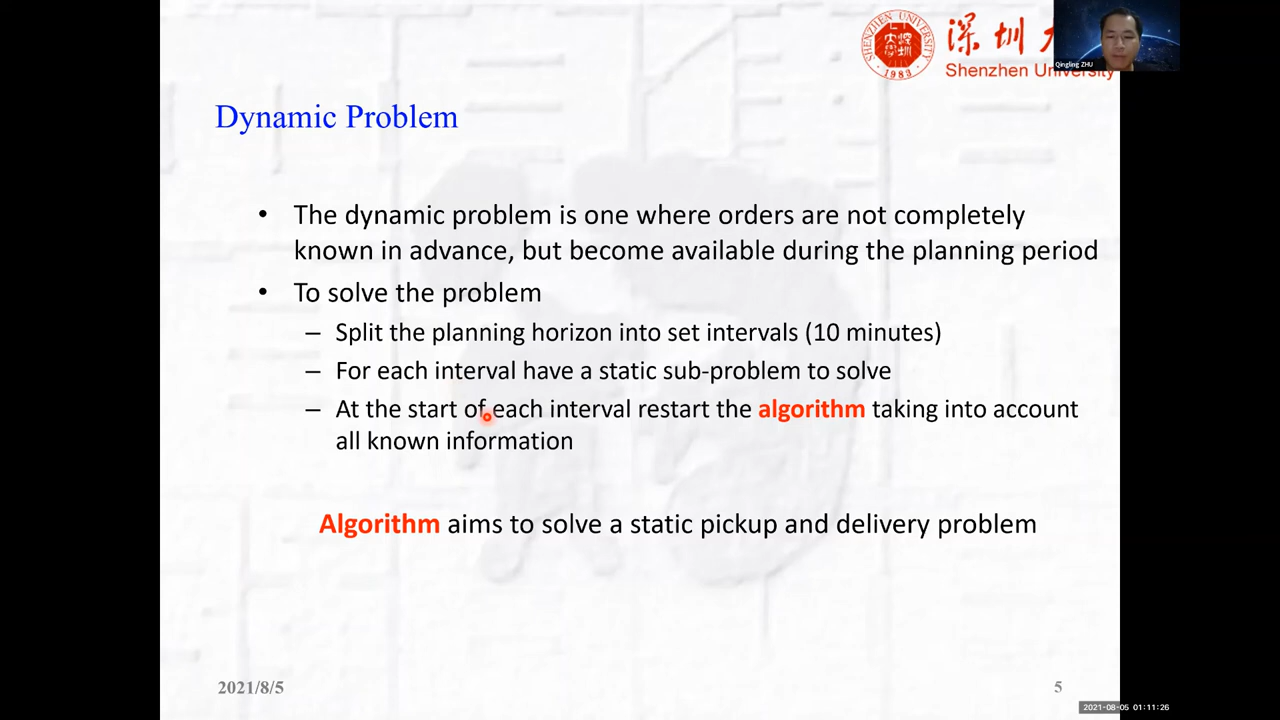 SHENZHEN UNIVERSITY
1983
深圳
Shenzhen University
Qingling ZHU
Dynamic Problem
• The dynamic problem is one where orders are not completely
known in advance, but become available during the planning period
• To solve the problem
– Split the planning horizon into set intervals (10 minutes)
– For each interval have a static sub-problem to solve
– At the start of each interval restart the algorithm taking into account
all known information
Algorithm aims to solve a static pickup and delivery problem
2021/8/5
5
2021-08-05 01:11:26